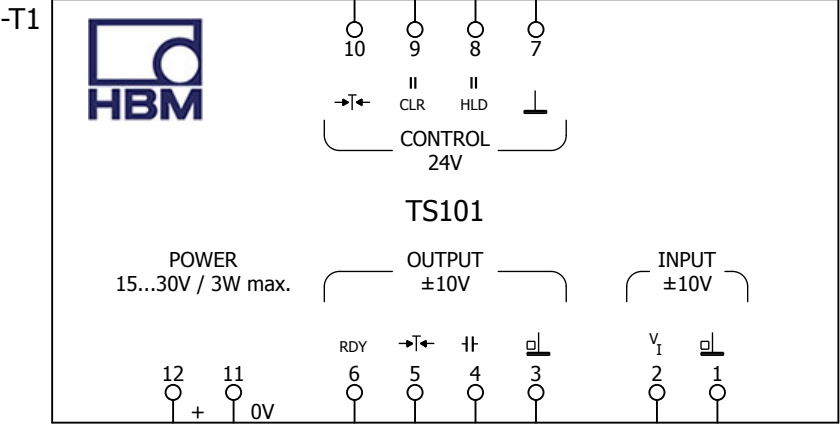 -T1
10 9 8 7
HBM
CLR HLD
CONTROL
24V
TS101
POWER OUTPUT INPUT
15...30V / 3W max. ±10V ±10V
RDY V I
12 11 6 5 4 3 2 1
+ 0V